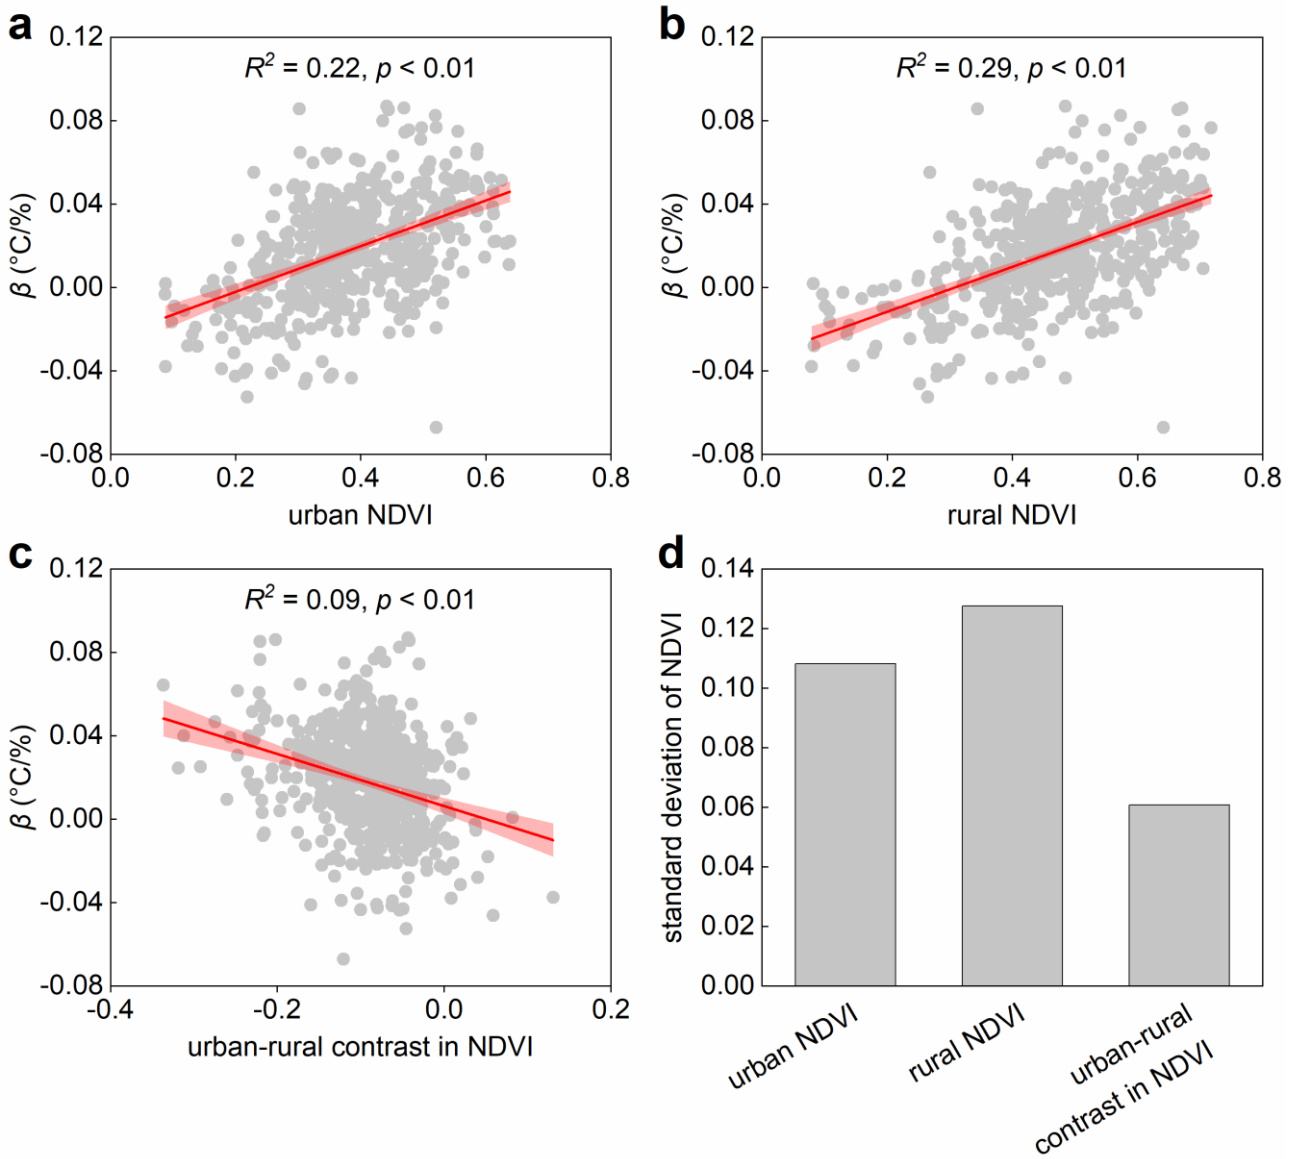 a
R² = 0.22, p < 0.01
0.12
0.08
0.04
0.00
-0.04
-0.08
β (°C/%)
0.0 0.2 0.4 0.6 0.8
urban NDVI
b
R² = 0.29, p < 0.01
0.12
0.08
0.04
0.00
-0.04
-0.08
β (°C/%)
0.0 0.2 0.4 0.6 0.8
rural NDVI
c
R² = 0.09, p < 0.01
0.12
0.08
0.04
0.00
-0.04
-0.08
β (°C/%)
-0.4 -0.2 0.0 0.2
urban-rural contrast in NDVI
d
0.14
0.12
0.10
0.08
0.06
0.04
0.02
0.00
standard deviation of NDVI
urban NDVI
rural NDVI
urban-rural
contrast in NDVI